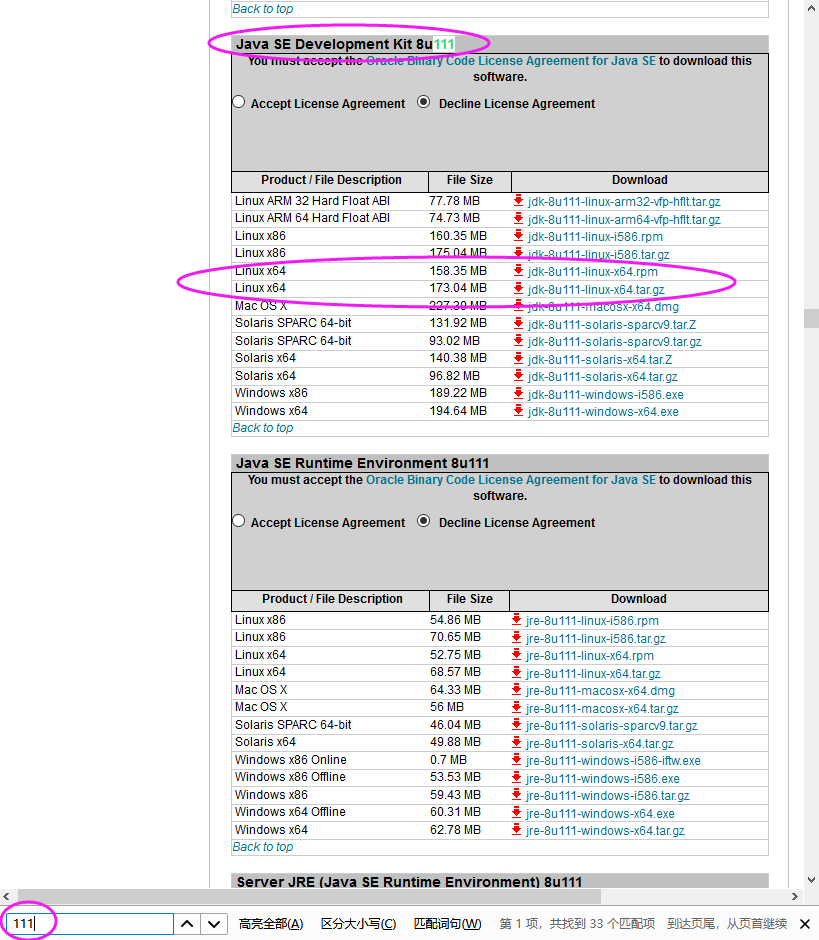 Back to top
Java SE Development Kit 8u111
You must accept the Oracle Binary Code License Agreement for Java SE to download this
software.
Accept License Agreement Decline License Agreement
Product / File Description File Size Download
Linux ARM 32 Hard Float ABI 77.78 MB jdk-8u111-linux-arm32-vfp-hflt.tar.gz
Linux ARM 64 Hard Float ABI 74.73 MB jdk-8u111-linux-arm64-vfp-hflt.tar.gz
Linux x86 160.35 MB jdk-8u111-linux-i586.rpm
Linux x86 175.04 MB jdk-8u111-linux-i586.tar.gz
Linux x64 158.35 MB jdk-8u111-linux-x64.rpm
Linux x64 173.04 MB jdk-8u111-linux-x64.tar.gz
Mac OS X 227.39 MB jdk-8u111-macosx-x64.dmg
Solaris SPARC 64-bit 131.92 MB jdk-8u111-solaris-sparcv9.tar.Z
Solaris SPARC 64-bit 93.02 MB jdk-8u111-solaris-sparcv9.tar.gz
Solaris x64 140.38 MB jdk-8u111-solaris-x64.tar.Z
Solaris x64 96.82 MB jdk-8u111-solaris-x64.tar.gz
Windows x86 189.22 MB jdk-8u111-windows-i586.exe
Windows x64 194.64 MB jdk-8u111-windows-x64.exe
Back to top
Java SE Runtime Environment 8u111
You must accept the Oracle Binary Code License Agreement for Java SE to download this
software.
Accept License Agreement Decline License Agreement
Product / File Description File Size Download
Linux x86 54.86 MB jre-8u111-linux-i586.rpm
Linux x86 70.65 MB jre-8u111-linux-i586.tar.gz
Linux x64 52.75 MB jre-8u111-linux-x64.rpm
Linux x64 68.57 MB jre-8u111-linux-x64.tar.gz
Mac OS X 64.33 MB jre-8u111-macosx-x64.dmg
Mac OS X 56 MB jre-8u111-macosx-x64.tar.gz
Solaris SPARC 64-bit 46.04 MB jre-8u111-solaris-sparcv9.tar.gz
Solaris x64 49.88 MB jre-8u111-solaris-x64.tar.gz
Windows x86 Online 0.7 MB jre-8u111-windows-i586-iftw.exe
Windows x86 Offline 53.53 MB jre-8u111-windows-i586.exe
Windows x86 59.43 MB jre-8u111-windows-i586.tar.gz
Windows x64 Offline 60.31 MB jre-8u111-windows-x64.exe
Windows x64 62.78 MB jre-8u111-windows-x64.tar.gz
Back to top
Server JRE (Java SE Runtime Environment) 8u111
111 高亮全部(A) 区分大小写(C) 匹配词句(W) 第 1 项，共找到 33 个匹配项 到达页尾，从页首继续